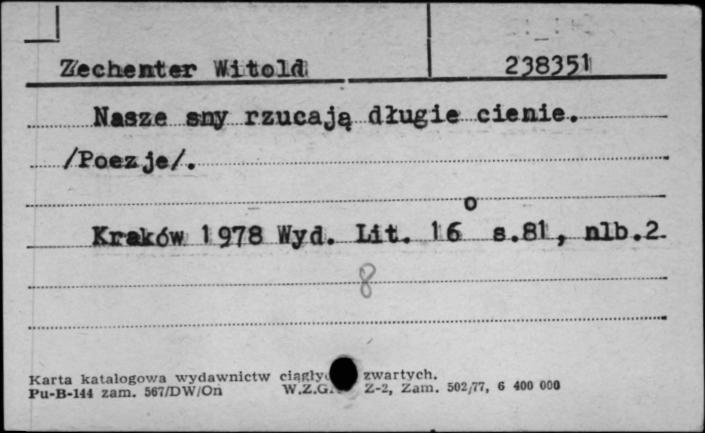 Zechenter Witold 238351
Nasze sny rzucają długie cienie.
/Poezje/.
Kraków 1978 Wyd. Lit. 16° s.81, nlb.2.
8
Karta katalogowa wydawnictw zwartych.
Pu-B-144 zam. 567/DW/On Z-2, Zam. 502/77, 6 400 000